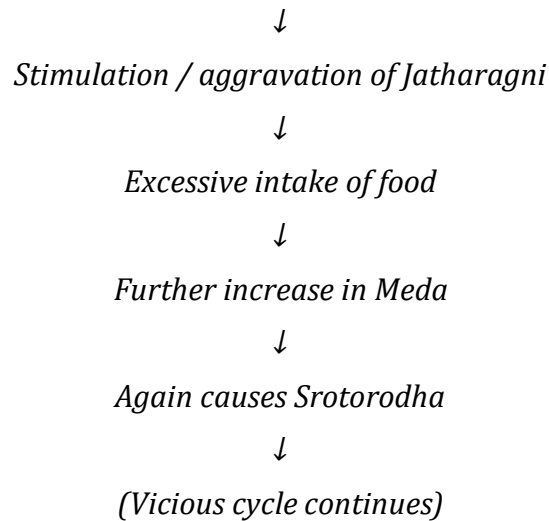 ↓
Stimulation / aggravation of Jatharagni
↓
Excessive intake of food
↓
Further increase in Meda
↓
Again causes Srotorodha
↓
(Vicious cycle continues)